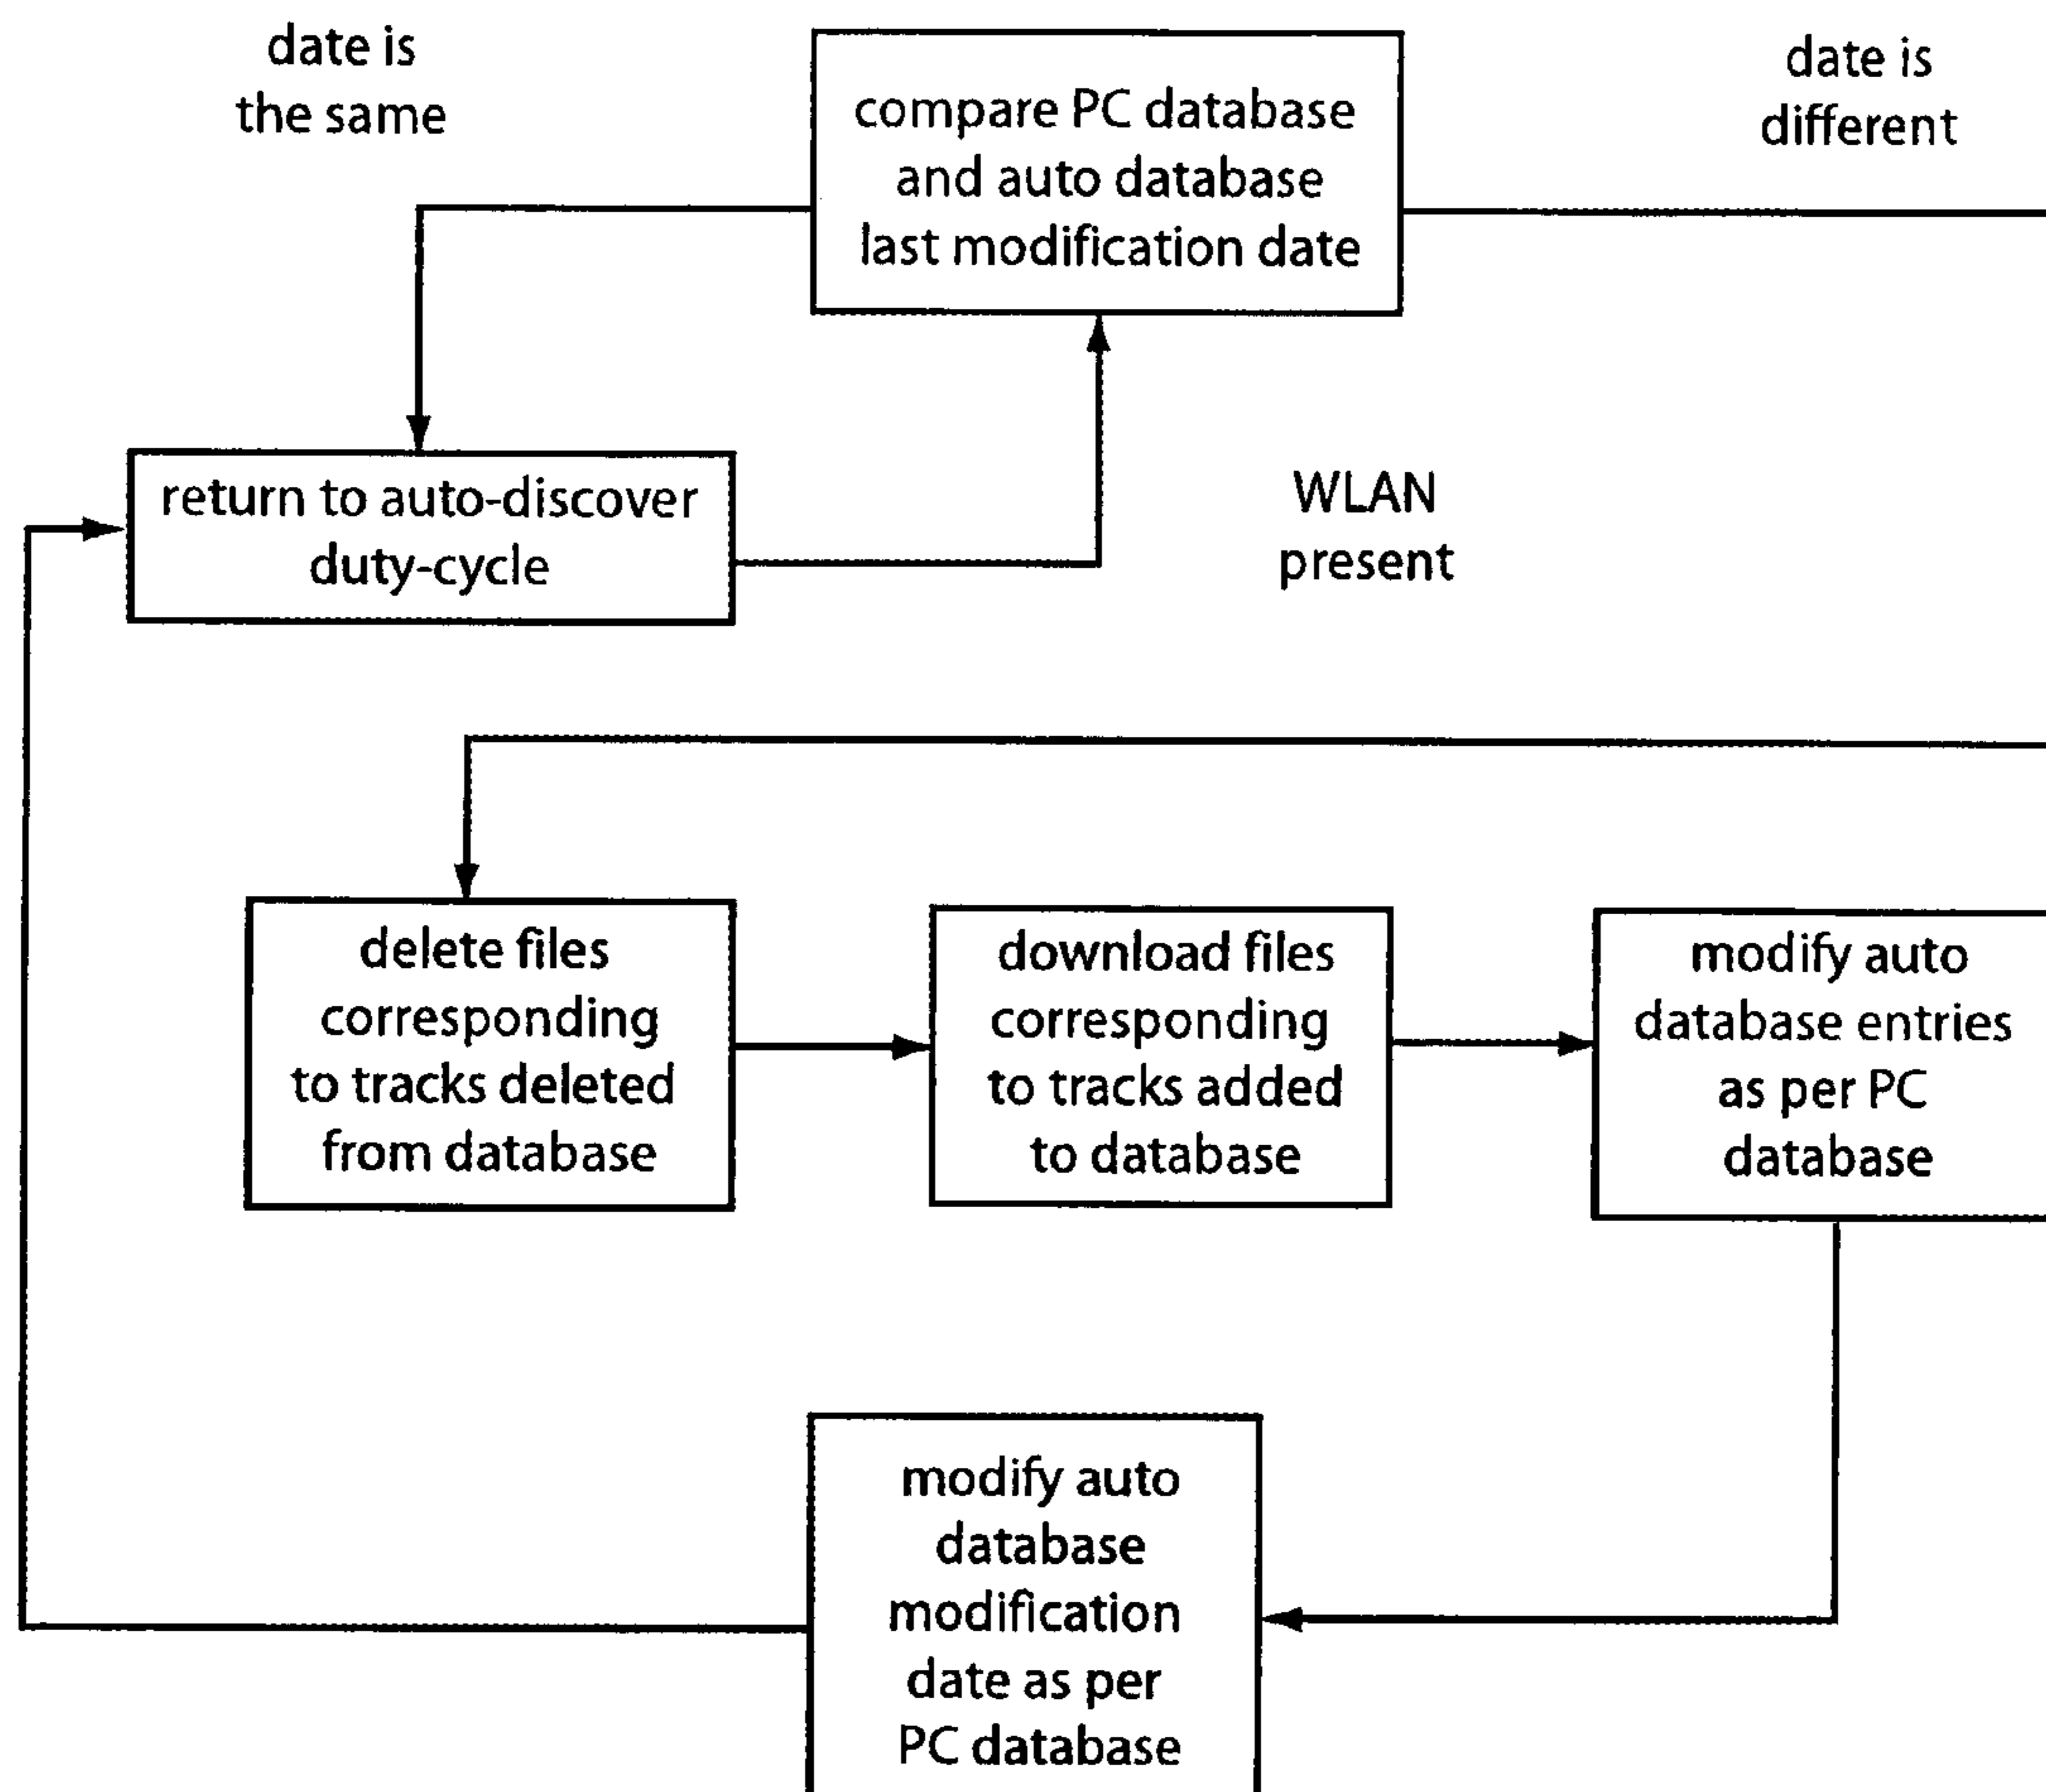 date is
the same
compare PC database
and auto database
last modification date
date is
different
return to auto-discover
duty-cycle
WLAN
present
delete files
corresponding
to tracks deleted
from database
download files
corresponding
to tracks added
to database
modify auto
database entries
as per PC
database
modify auto
database
modification
date as per
PC database